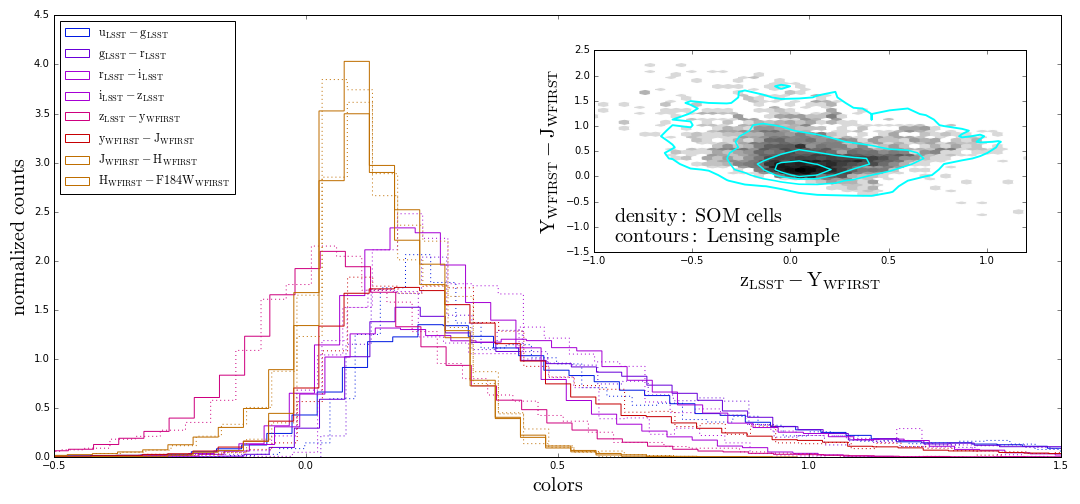 4.5
4.0
3.5
3.0
2.5
2.0
1.5
1.0
0.5
0.0
normalized counts
u_LSST − g_LSST
g_LSST − r_LSST
r_LSST − i_LSST
i_LSST − z_LSST
z_LSST − y_WFIRST
y_WFIRST − J_WFIRST
J_WFIRST − H_WFIRST
H_WFIRST − F184W_WFIRST
2.5
2.0
1.5
1.0
0.5
0.0
−0.5
−1.0
−1.5
Y_WFIRST − J_WFIRST
density: SOM cells
contours: Lensing sample
−1.0 −0.5 0.0 0.5 1.0
z_LSST − Y_WFIRST
−0.5 0.0 0.5 1.0 1.5
colors